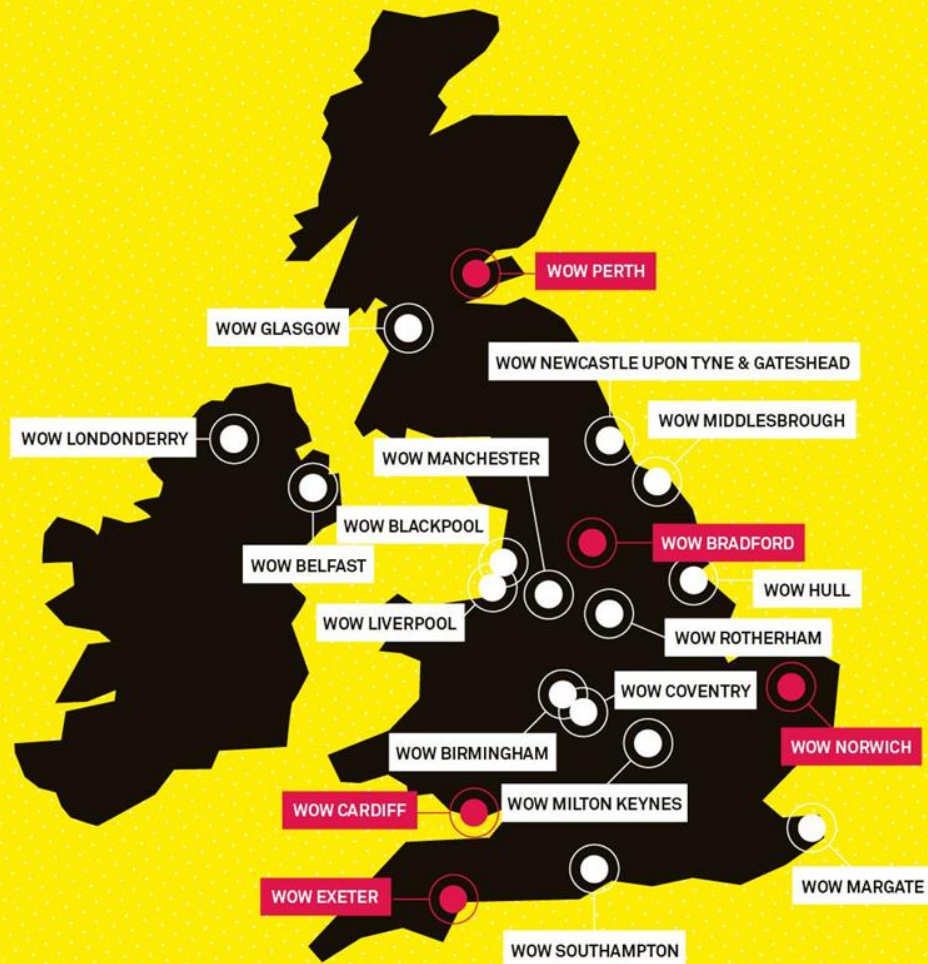 WOW PERTH
WOW GLASGOW
WOW NEWCASTLE UPON TYNE & GATESHEAD
WOW MIDDLESBROUGH
WOW LONDONDERRY
WOW MANCHESTER
WOW BLACKPOOL
WOW BRADFORD
WOW BELFAST
WOW HULL
WOW LIVERPOOL
WOW ROTHERHAM
WOW COVENTRY
WOW BIRMINGHAM
WOW NORWICH
WOW CARDIFF
WOW MILTON KEYNES
WOW MARGATE
WOW EXETER
WOW SOUTHAMPTON